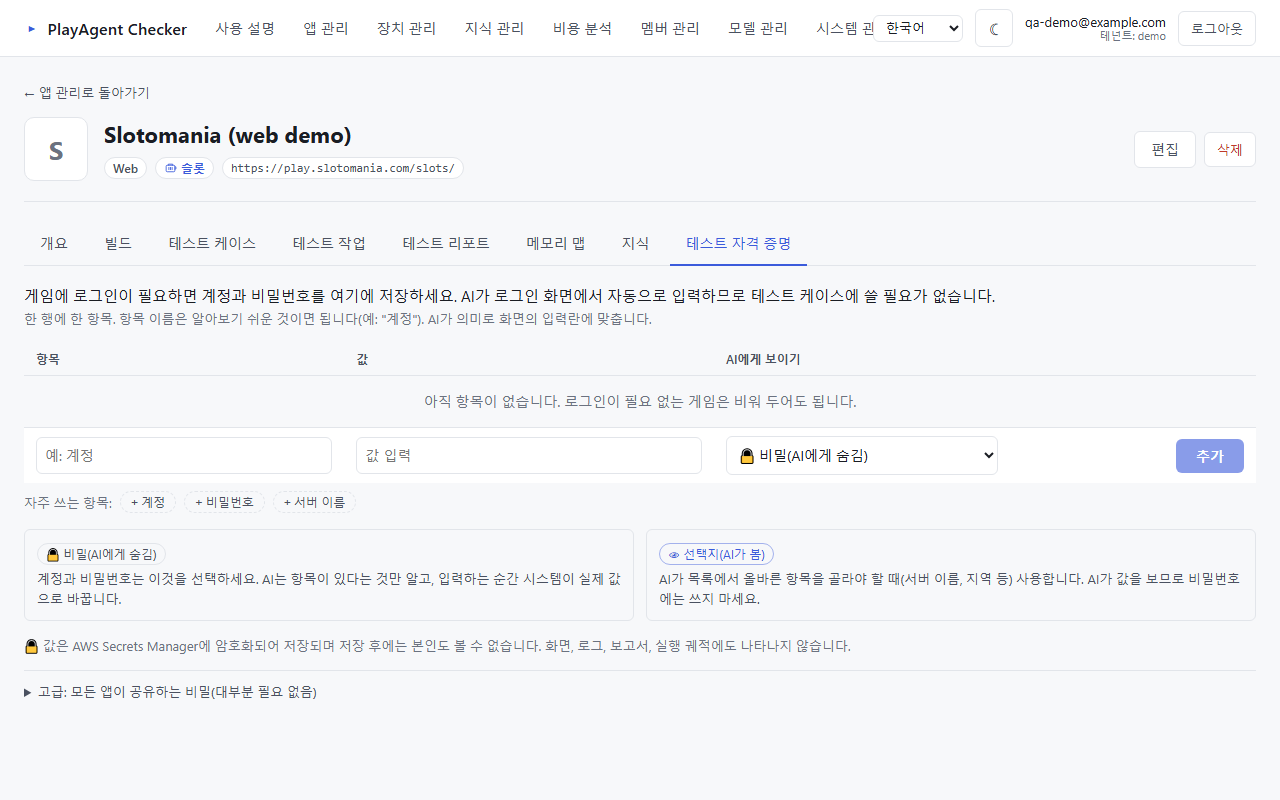 PlayAgent Checker
사용 설명
앱 관리
장치 관리
지식 관리
비용 분석
멤버 관리
모델 관리
시스템 관
한국어
qa-demo@example.com
테넌트: demo
로그아웃
← 앱 관리로 돌아가기
S
Slotomania (web demo)
Web
슬롯
https://play.slotomania.com/slots/
편집
삭제
개요
빌드
테스트 케이스
테스트 작업
테스트 리포트
메모리 맵
지식
테스트 자격 증명
게임에 로그인이 필요하면 계정과 비밀번호를 여기에 저장하세요. AI가 로그인 화면에서 자동으로 입력하므로 테스트 케이스에 쓸 필요가 없습니다.
한 행에 한 항목. 항목 이름은 알아보기 쉬운 것이면 됩니다(예: "계정"). AI가 의미로 화면의 입력란에 맞춥니다.
항목
값
AI에게 보이기
아직 항목이 없습니다. 로그인이 필요 없는 게임은 비워 두어도 됩니다.
예: 계정
값 입력
비밀(AI에게 숨김)
추가
자주 쓰는 항목:
+ 계정
+ 비밀번호
+ 서버 이름
비밀(AI에게 숨김)
계정과 비밀번호는 이것을 선택하세요. AI는 항목이 있다는 것만 알고, 입력하는 순간 시스템이 실제 값
으로 바꿉니다.
선택지(AI가 봄)
AI가 목록에서 올바른 항목을 골라야 할 때(서버 이름, 지역 등) 사용합니다. AI가 값을 보므로 비밀번호
에는 쓰지 마세요.
값은 AWS Secrets Manager에 암호화되어 저장되며 저장 후에는 본인도 볼 수 없습니다. 화면, 로그, 보고서, 실행 궤적에도 나타나지 않습니다.
고급: 모든 앱이 공유하는 비밀(대부분 필요 없음)